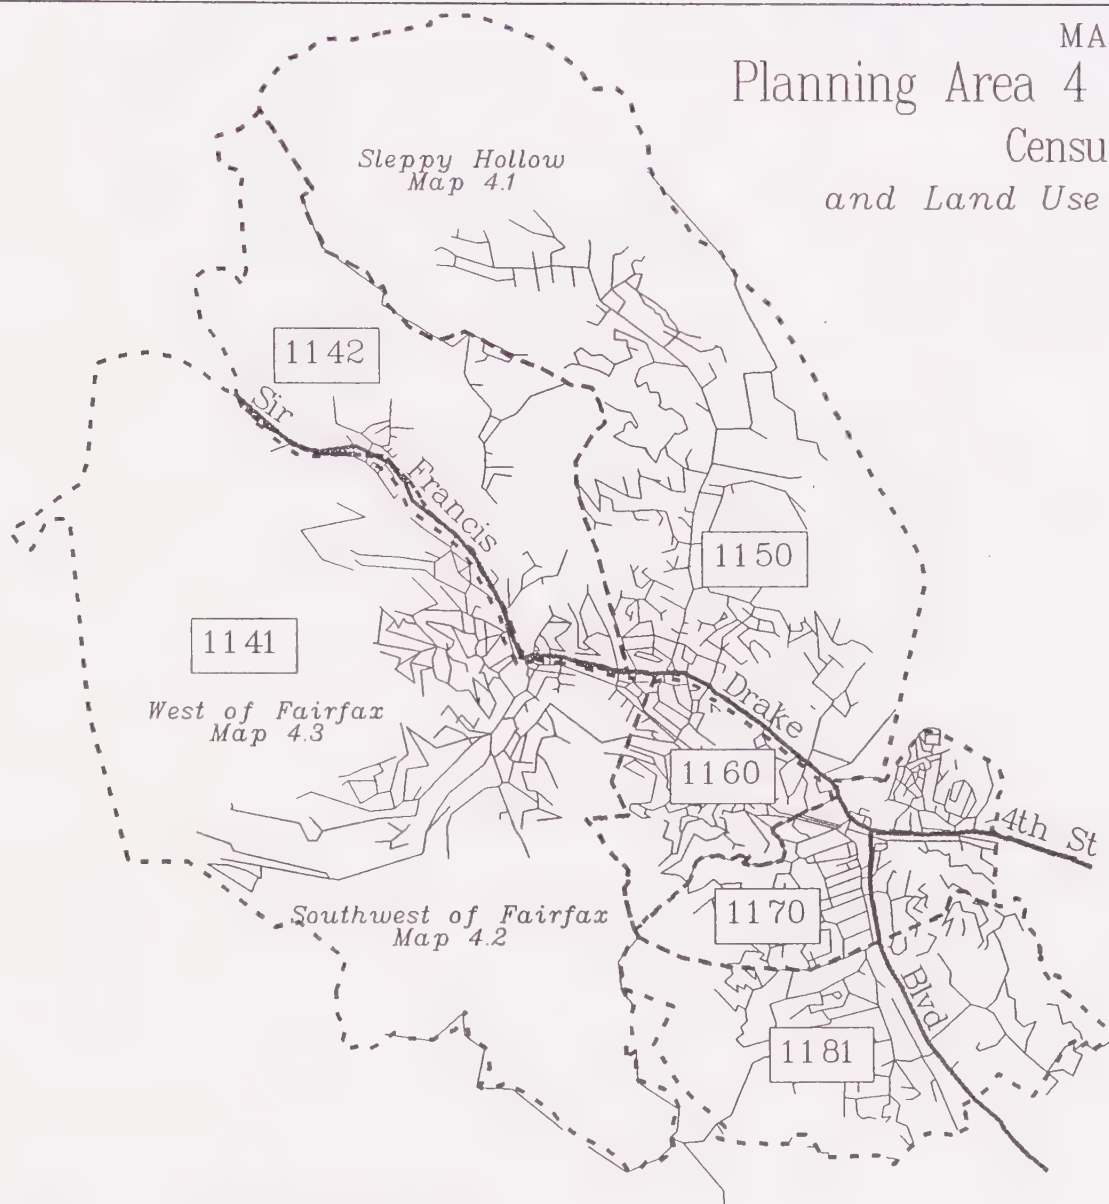 MA
Planning Area 4
Censu
and Land Use
Sleppy Hollow
Map 4.1
1142
Sir
Francis
1150
1141
West of Fairfax
Map 4.3
Drake
1160
4th St
1170
Southwest of Fairfax
Map 4.2
Blvd
1181